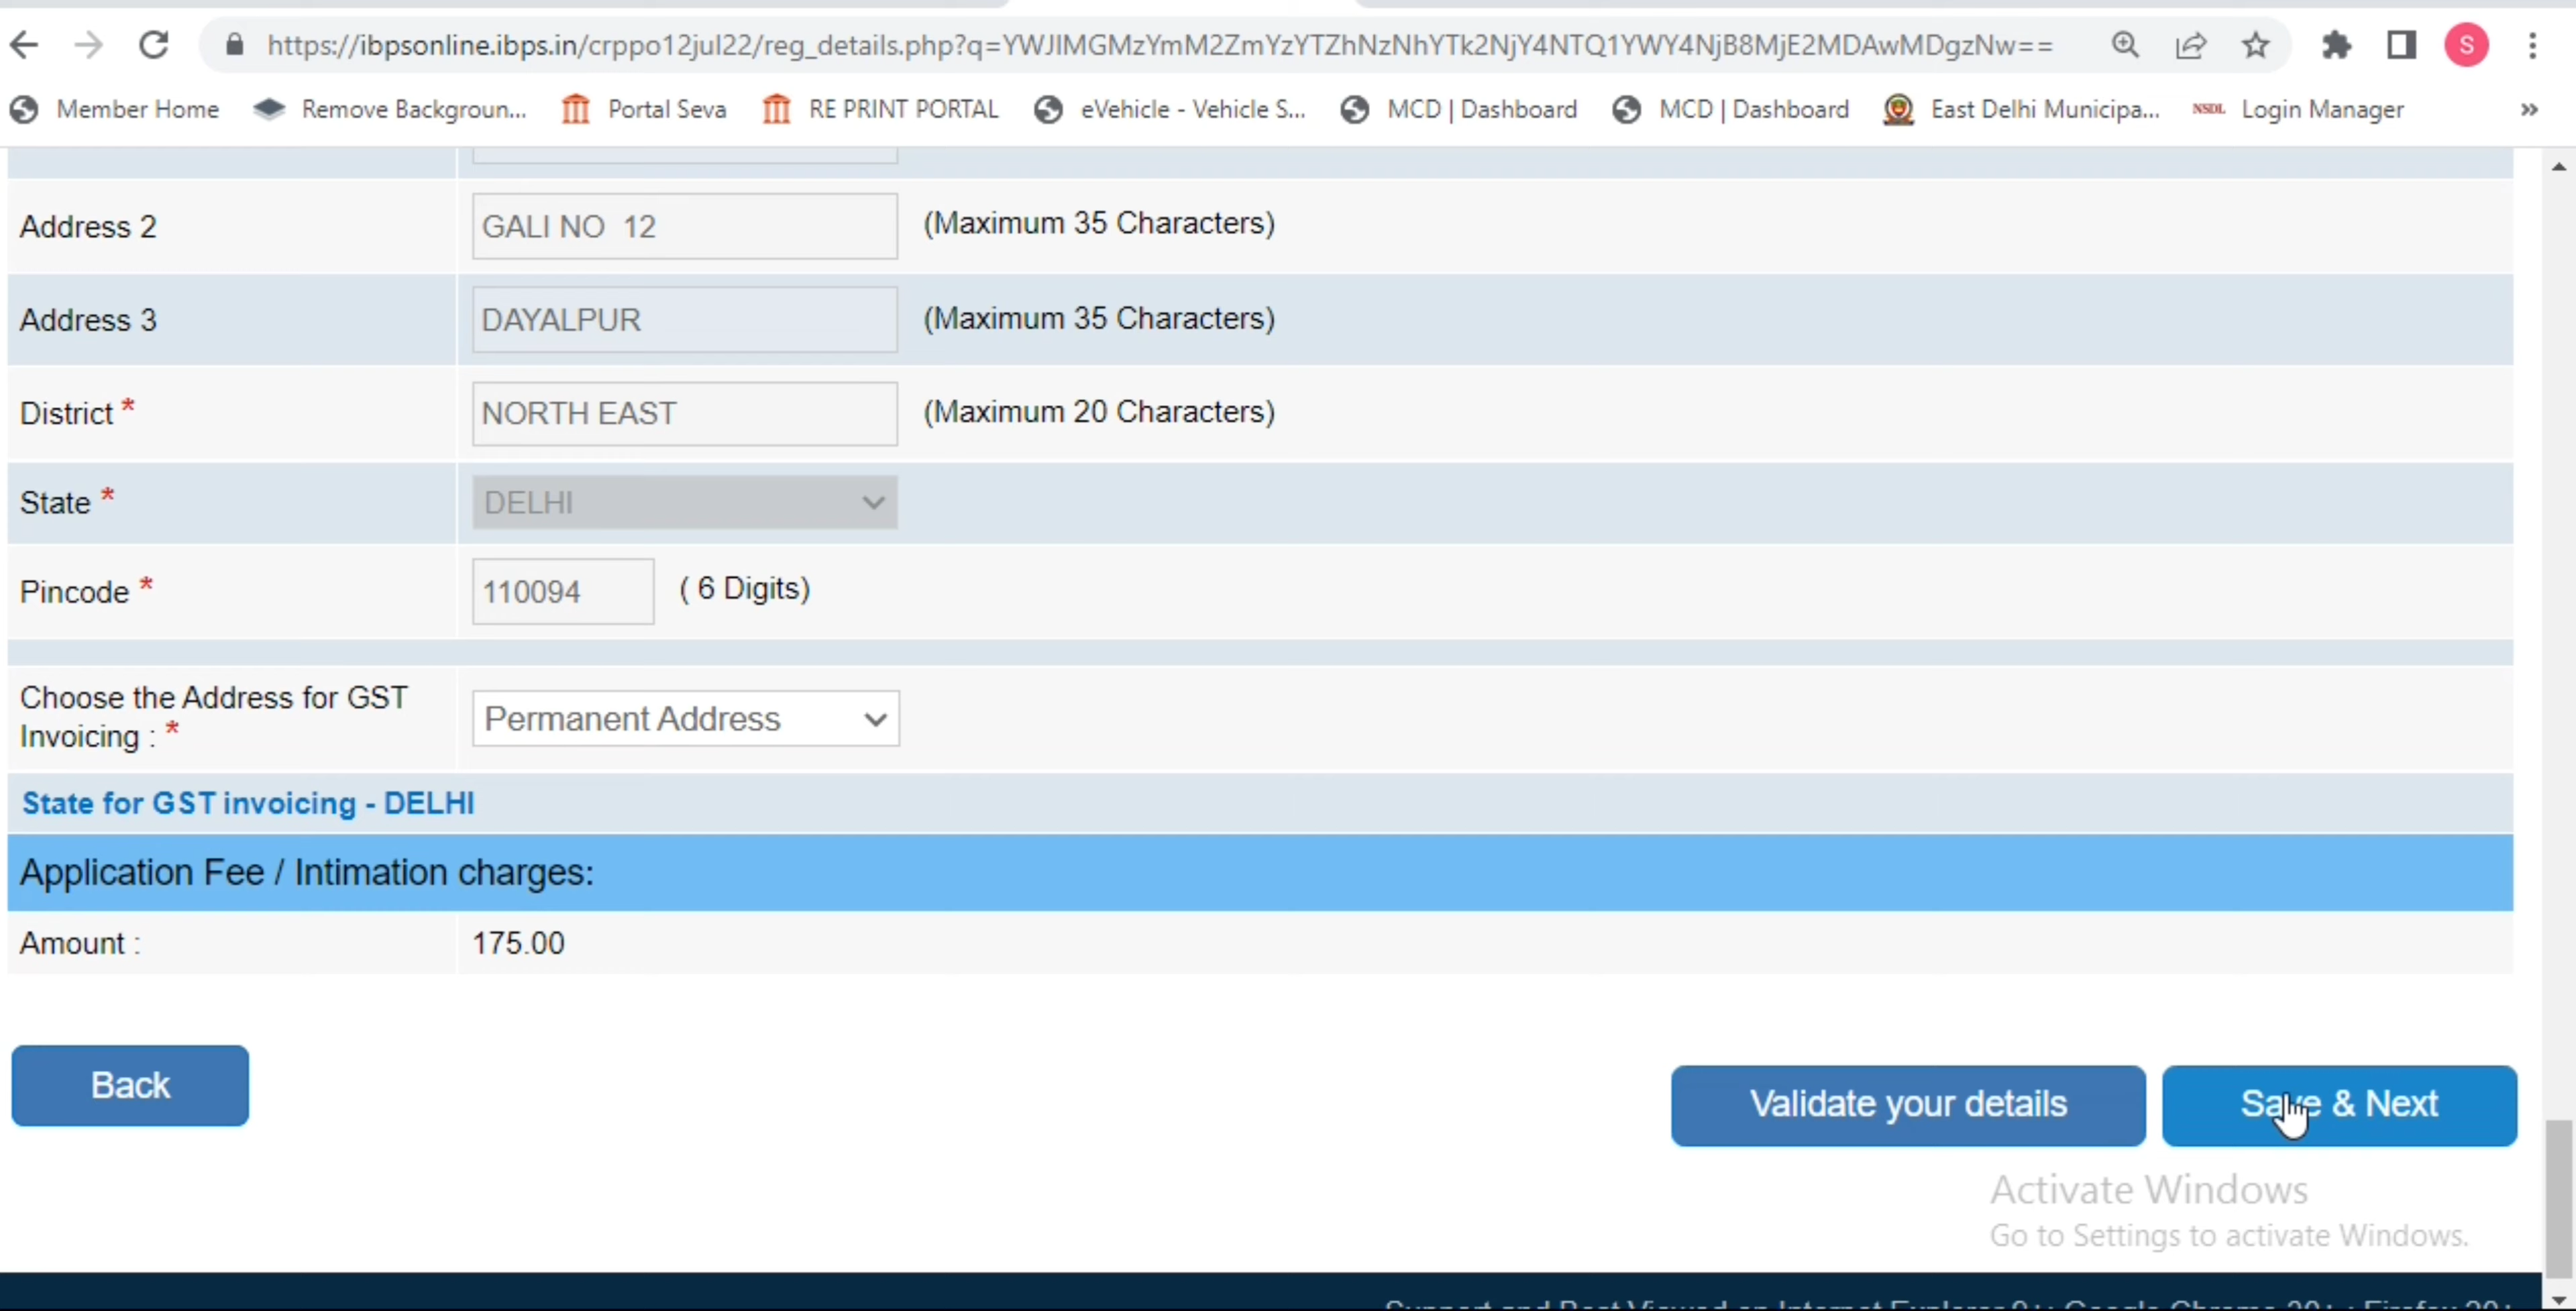 https://ibpsonline.ibps.in/crppo12jul22/reg_details.php?q=YWJlMGMzYmM2ZmYzYTZhNzNhYTk2NjY4NTQ1YWY4NjB8MjE2MDAwMDgzNw==
S
Member Home Remove Backgroun... Portal Seva RE PRINT PORTAL eVehicle - Vehicle S... MCD | Dashboard MCD | Dashboard East Delhi Municipa... NSDL Login Manager »
Address 2 GALI NO  12 (Maximum 35 Characters)
Address 3 DAYALPUR (Maximum 35 Characters)
District * NORTH EAST (Maximum 20 Characters)
State * DELHI
Pincode * 110094 ( 6 Digits)
Choose the Address for GST
Invoicing : * Permanent Address
State for GST invoicing - DELHI
Application Fee / Intimation charges:
Amount : 175.00
Back Validate your details Save & Next
Activate Windows
Go to Settings to activate Windows.